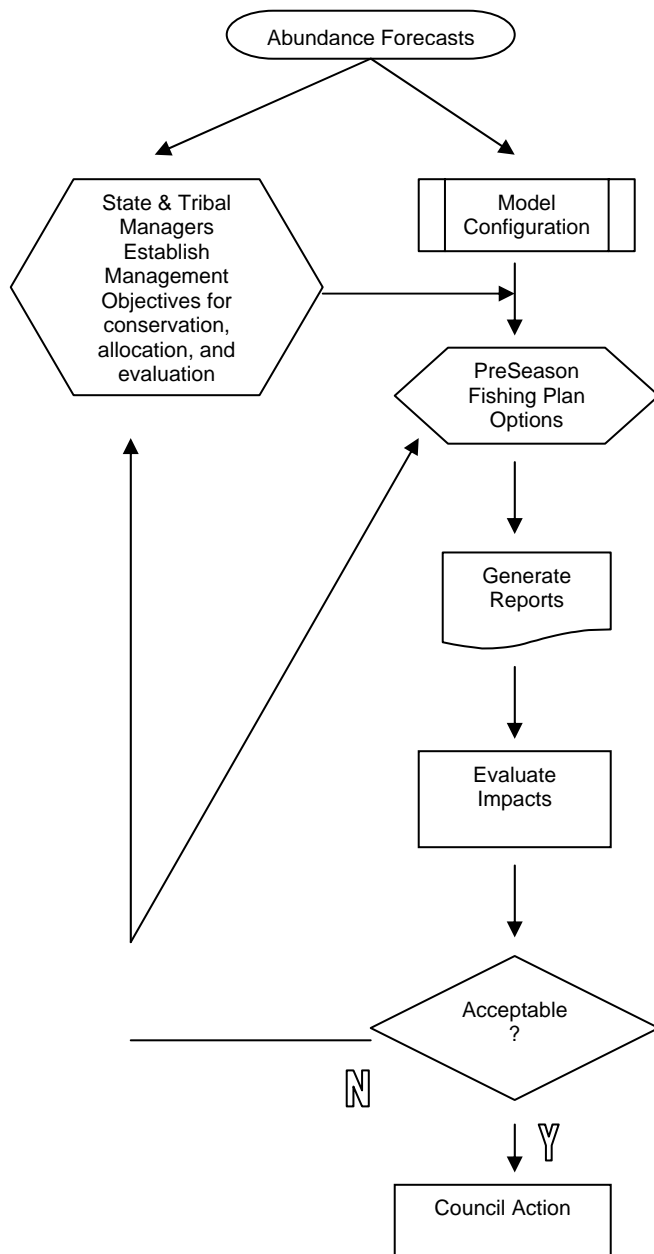 Abundance Forecasts
State & Tribal
Managers
Establish
Management
Objectives for
conservation,
allocation, and
evaluation
Model
Configuration
PreSeason
Fishing Plan
Options
Generate
Reports
Evaluate
Impacts
Acceptable
?
N
Y
Council Action